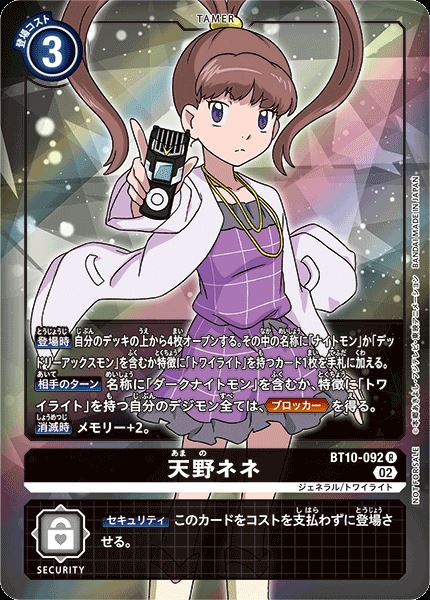 TAMER
登場コスト
3
登場時 自分のデッキの上から4枚オープンする。その中の名称に「ナイトモン」か「デッ
ドリーアックスモン」を含むか特徴に「トワイライト」を持つカード1枚を手札に加える。
相手のターン 名称に「ダークナイトモン」を含むか、特徴に「トワ
イライト」を持つ自分のデジモン全ては、ブロッカー を得る。
消滅時 メモリー+2。
天野ネネ
あまの
BT10-092 R
02
ジェネラル/トワイライト
SECURITY
セキュリティ このカードをコストを支払わずに登場さ
せる。
NOT FOR SALE
BANDAI MADE IN JAPAN